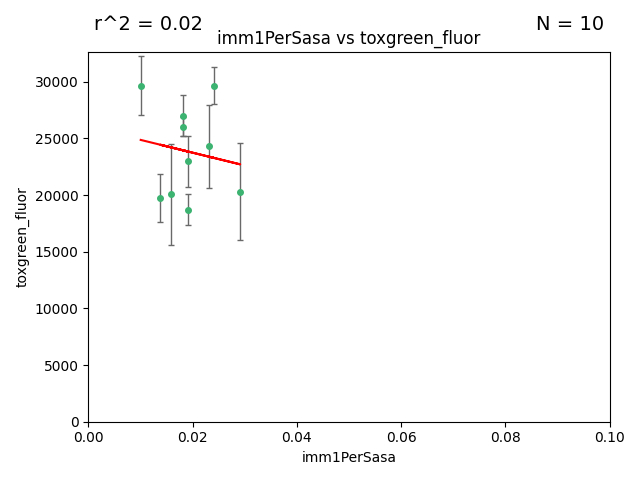 r^2 = 0.02
N = 10
imm1PerSasa vs toxgreen_fluor
30000
25000
20000
15000
10000
5000
0
toxgreen_fluor
0.00
0.02
0.04
0.06
0.08
0.10
imm1PerSasa